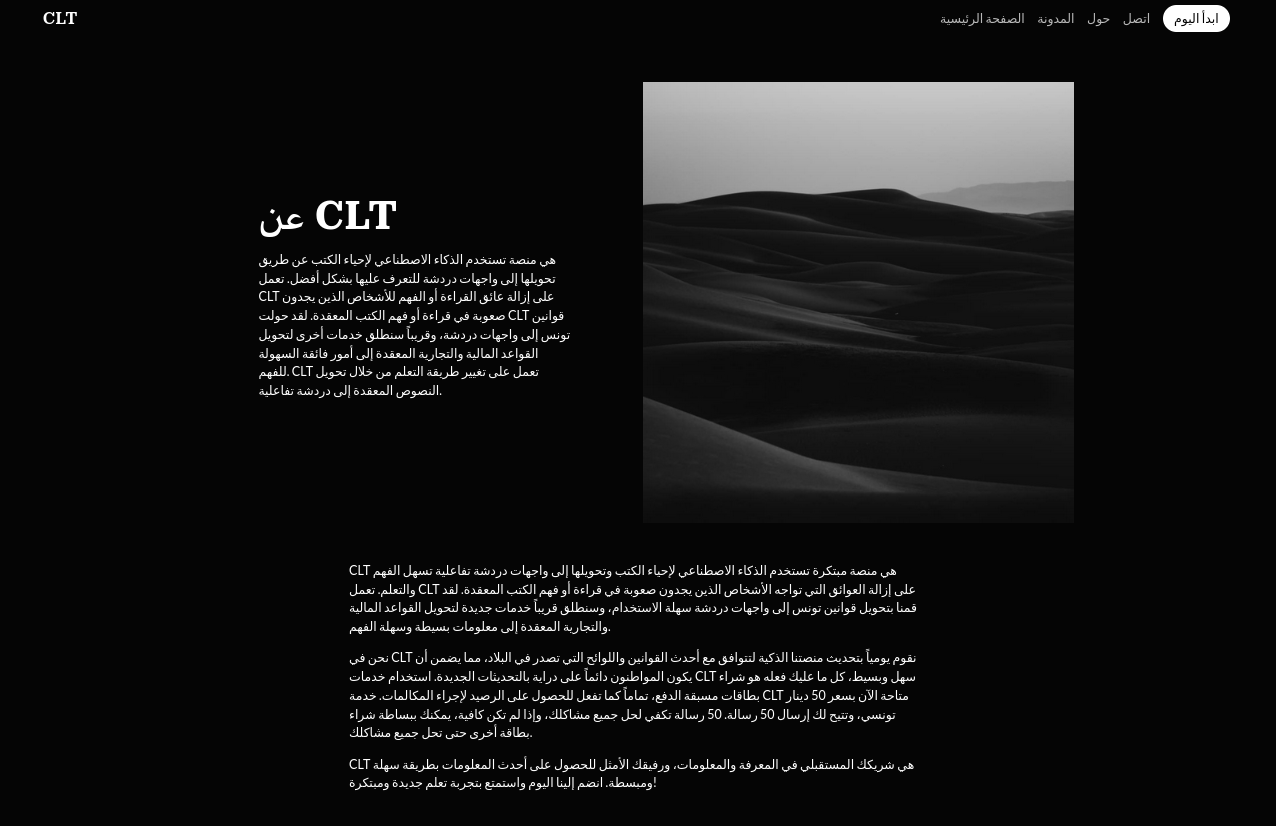 CLT
الصفحة الرئيسية
المدونة
حول
اتصل
ابدأ اليوم
عن CLT
هي منصة تستخدم الذكاء الاصطناعي لإحياء الكتب عن طريق
تحويلها إلى واجهات دردشة للتعرف عليها بشكل أفضل. تعمل
CLT على إزالة عائق القراءة أو الفهم للأشخاص الذين يجدون
صعوبة في قراءة أو فهم الكتب المعقدة. لقد حولت CLT قوانين
تونس إلى واجهات دردشة، وقريباً سنطلق خدمات أخرى لتحويل
القواعد المالية والتجارية المعقدة إلى أمور فائقة السهولة
للفهم. CLT تعمل على تغيير طريقة التعلم من خلال تحويل
النصوص المعقدة إلى دردشة تفاعلية.
CLT هي منصة مبتكرة تستخدم الذكاء الاصطناعي لإحياء الكتب وتحويلها إلى واجهات دردشة تفاعلية تسهل الفهم
والتعلم. تعمل CLT على إزالة العوائق التي تواجه الأشخاص الذين يجدون صعوبة في قراءة أو فهم الكتب المعقدة. لقد
قمنا بتحويل قوانين تونس إلى واجهات دردشة سهلة الاستخدام، وسنطلق قريباً خدمات جديدة لتحويل القواعد المالية
والتجارية المعقدة إلى معلومات بسيطة وسهلة الفهم.
نحن في CLT نقوم يومياً بتحديث منصتنا الذكية لتتوافق مع أحدث القوانين واللوائح التي تصدر في البلاد، مما يضمن أن
يكون المواطنون دائماً على دراية بالتحديثات الجديدة. استخدام خدمات CLT سهل وبسيط، كل ما عليك فعله هو شراء
بطاقات مسبقة الدفع، تماماً كما تفعل للحصول على الرصيد لإجراء المكالمات. خدمة CLT متاحة الآن بسعر 50 دينار
تونسي، وتتيح لك إرسال 50 رسالة. 50 رسالة تكفي لحل جميع مشاكلك، وإذا لم تكن كافية، يمكنك ببساطة شراء
بطاقة أخرى حتى تحل جميع مشاكلك.
CLT هي شريكك المستقبلي في المعرفة والمعلومات، ورفيقك الأمثل للحصول على أحدث المعلومات بطريقة سهلة
ومبسطة. انضم إلينا اليوم واستمتع بتجربة تعلم جديدة ومبتكرة!